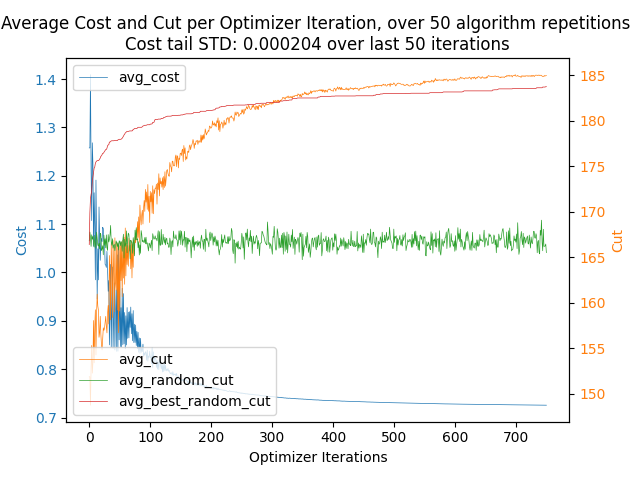 Average Cost and Cut per Optimizer Iteration, over 50 algorithm repetitions
Cost tail STD: 0.000204 over last 50 iterations
avg_cost
1.4
1.3
1.2
1.1
1.0
0.9
0.8
0.7
Cost
185
180
175
170
165
160
155
150
Cut
avg_cut
avg_random_cut
avg_best_random_cut
0 100 200 300 400 500 600 700
Optimizer Iterations